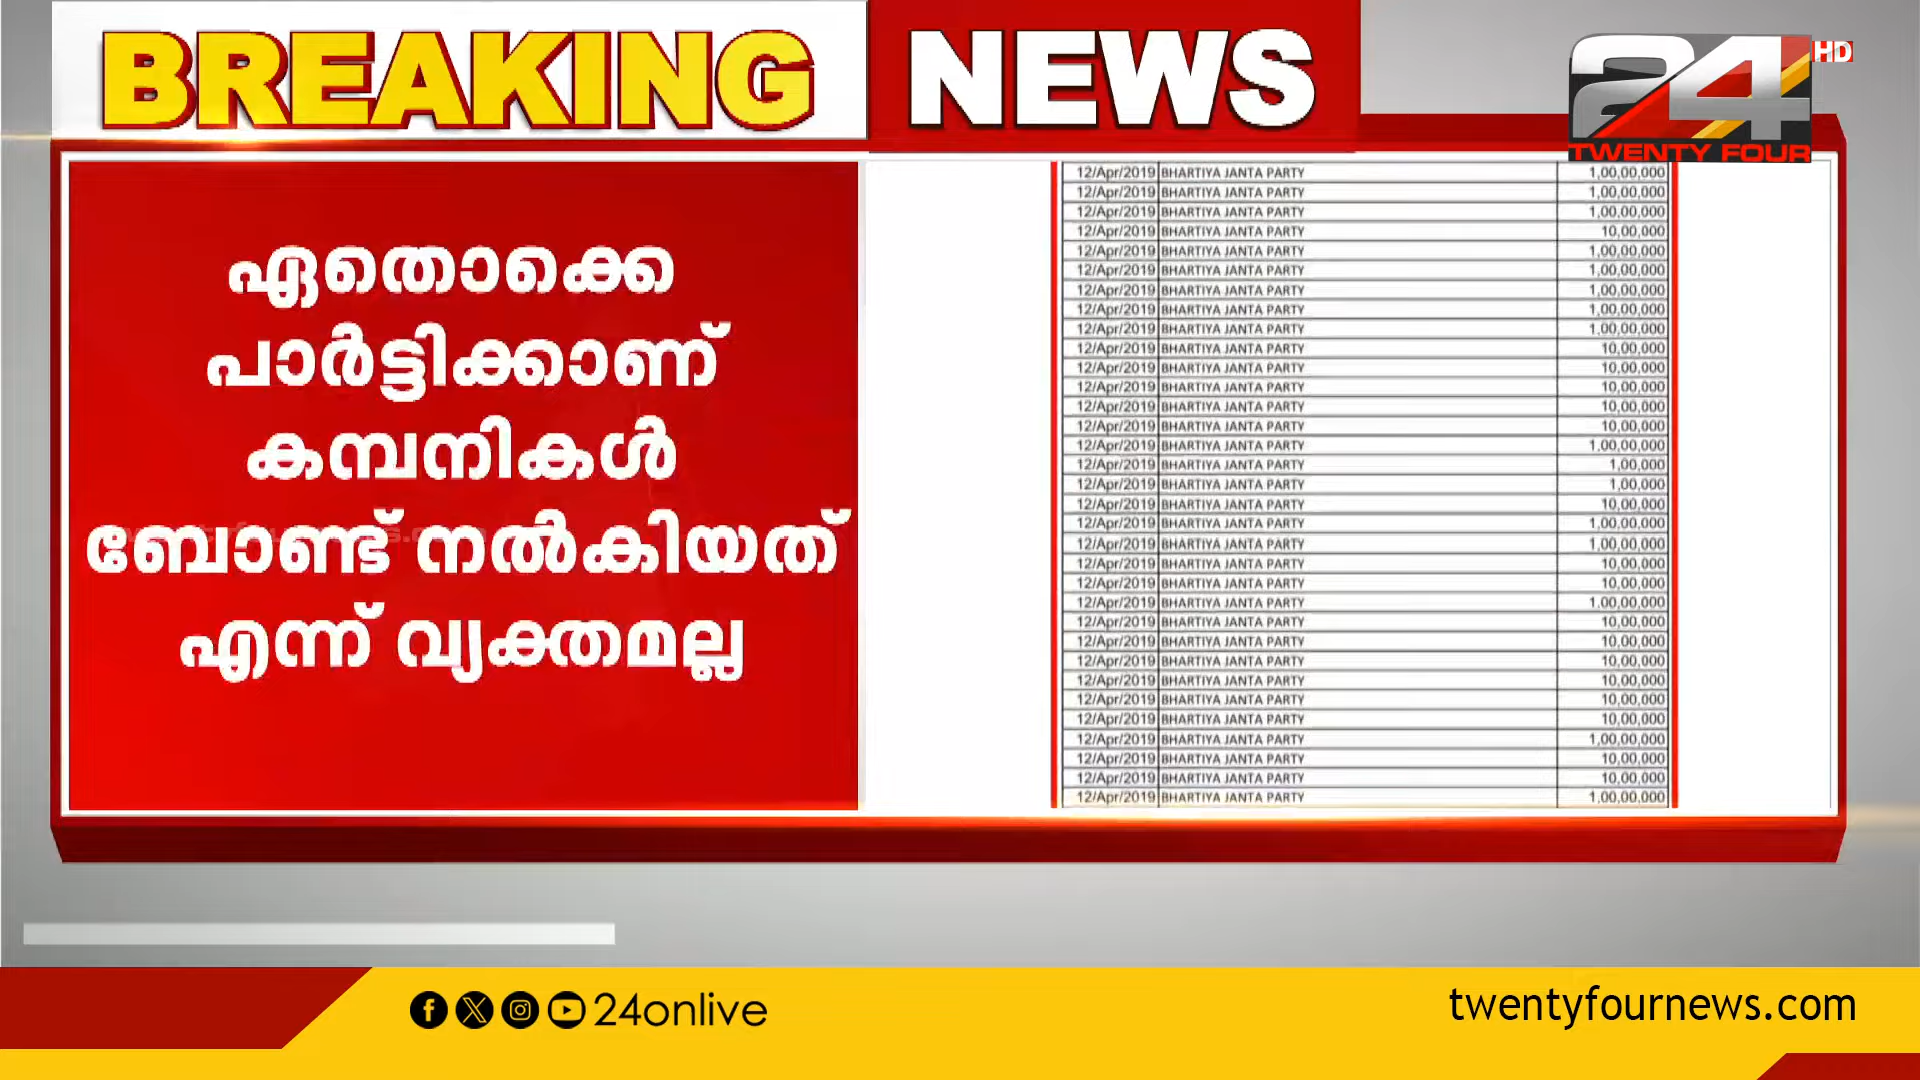 BREAKING NEWS
24 HD
TWENTY FOUR
ഏതൊക്കെ
പാർട്ടിക്കാണ്
കമ്പനികൾ
ബോണ്ട് നൽകിയത്
എന്ന് വ്യക്തമല്ല
12/Apr/2019 BHARTIYA JANTA PARTY 1,00,00,000
12/Apr/2019 BHARTIYA JANTA PARTY 1,00,00,000
12/Apr/2019 BHARTIYA JANTA PARTY 1,00,00,000
12/Apr/2019 BHARTIYA JANTA PARTY 10,00,000
12/Apr/2019 BHARTIYA JANTA PARTY 1,00,00,000
12/Apr/2019 BHARTIYA JANTA PARTY 1,00,00,000
12/Apr/2019 BHARTIYA JANTA PARTY 1,00,00,000
12/Apr/2019 BHARTIYA JANTA PARTY 1,00,00,000
12/Apr/2019 BHARTIYA JANTA PARTY 1,00,00,000
12/Apr/2019 BHARTIYA JANTA PARTY 10,00,000
12/Apr/2019 BHARTIYA JANTA PARTY 10,00,000
12/Apr/2019 BHARTIYA JANTA PARTY 10,00,000
12/Apr/2019 BHARTIYA JANTA PARTY 10,00,000
12/Apr/2019 BHARTIYA JANTA PARTY 10,00,000
12/Apr/2019 BHARTIYA JANTA PARTY 1,00,00,000
12/Apr/2019 BHARTIYA JANTA PARTY 1,00,000
12/Apr/2019 BHARTIYA JANTA PARTY 1,00,000
12/Apr/2019 BHARTIYA JANTA PARTY 10,00,000
12/Apr/2019 BHARTIYA JANTA PARTY 1,00,00,000
12/Apr/2019 BHARTIYA JANTA PARTY 1,00,00,000
12/Apr/2019 BHARTIYA JANTA PARTY 10,00,000
12/Apr/2019 BHARTIYA JANTA PARTY 10,00,000
12/Apr/2019 BHARTIYA JANTA PARTY 1,00,00,000
12/Apr/2019 BHARTIYA JANTA PARTY 10,00,000
12/Apr/2019 BHARTIYA JANTA PARTY 10,00,000
12/Apr/2019 BHARTIYA JANTA PARTY 10,00,000
12/Apr/2019 BHARTIYA JANTA PARTY 10,00,000
12/Apr/2019 BHARTIYA JANTA PARTY 10,00,000
12/Apr/2019 BHARTIYA JANTA PARTY 10,00,000
12/Apr/2019 BHARTIYA JANTA PARTY 1,00,00,000
12/Apr/2019 BHARTIYA JANTA PARTY 10,00,000
12/Apr/2019 BHARTIYA JANTA PARTY 10,00,000
12/Apr/2019 BHARTIYA JANTA PARTY 1,00,00,000
24onlive
twentyfournews.com